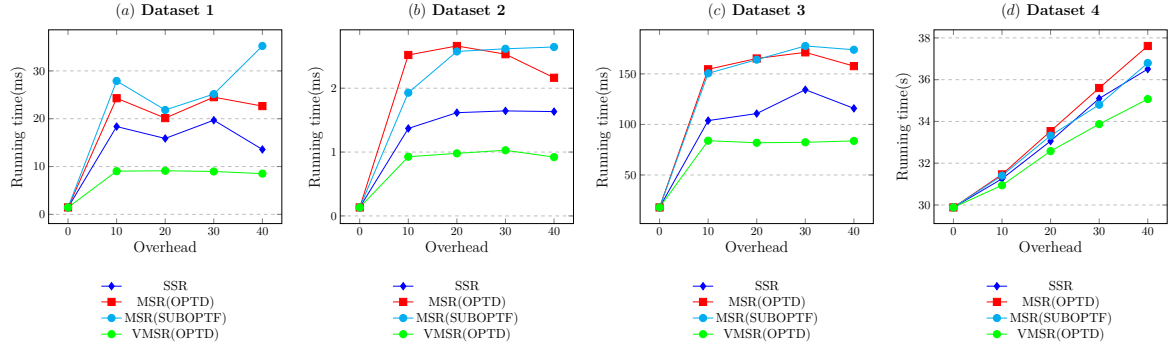 (a) Dataset 1
Running time(ms)
30
20
10
0
0 10 20 30 40
Overhead
SSR
MSR(OPTD)
MSR(SUBOPTF)
VMSR(OPTD)
(b) Dataset 2
Running time(ms)
2
1
0
0 10 20 30 40
Overhead
SSR
MSR(OPTD)
MSR(SUBOPTF)
VMSR(OPTD)
(c) Dataset 3
Running time(ms)
150
100
50
0 10 20 30 40
Overhead
SSR
MSR(OPTD)
MSR(SUBOPTF)
VMSR(OPTD)
(d) Dataset 4
Running time(s)
38
36
34
32
30
0 10 20 30 40
Overhead
SSR
MSR(OPTD)
MSR(SUBOPTF)
VMSR(OPTD)